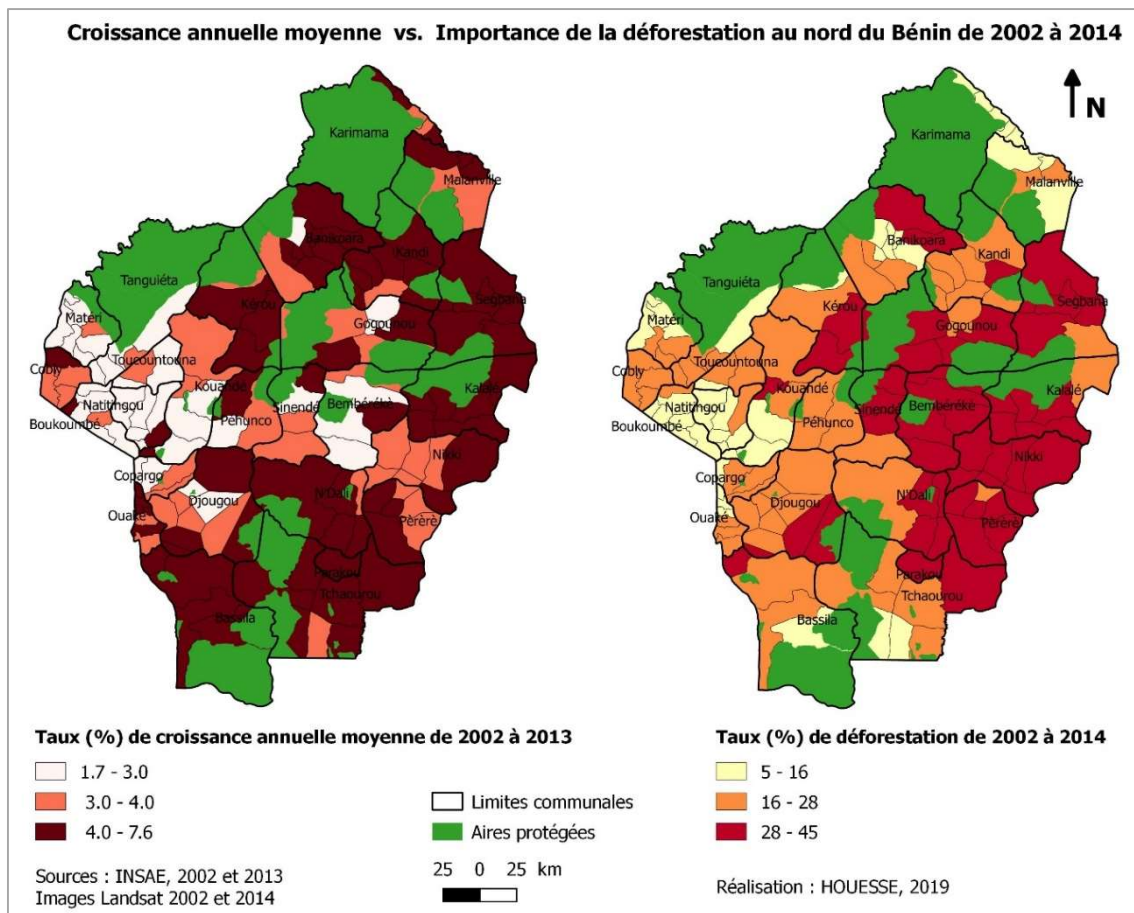 Croissance annuelle moyenne vs. Importance de la déforestation au nord du Bénin de 2002 à 2014
N
Karimama
Malanville
Banikoara
Kandi
Tanguiéta
Segbana
Kérou
Matéri
Gogounou
Toucountouna
Cobly
Kalalé
Kouandé
Natitingou
Bembéréké
Sinendé
Boukoumbé
Péhunco
Nikki
Copargo
N'Dali
Djougou
Ouaké
Pèrèrè
Parakou
Tchaourou
Bassila
Karimama
Malanville
Banikoara
Kandi
Tanguiéta
Segbana
Kérou
Matéri
Gogounou
Toucountouna
Cobly
Kalalé
Kouandé
Natitingou
Bembéréké
Sinendé
Boukoumbé
Péhunco
Nikki
Copargo
N'Dali
Djougou
Ouaké
Pèrèrè
Parakou
Tchaourou
Bassila
Taux (%) de croissance annuelle moyenne de 2002 à 2013
1.7 - 3.0
3.0 - 4.0
4.0 - 7.6
Sources : INSAE, 2002 et 2013
Images Landsat 2002 et 2014
Limites communales
Aires protégées
25 0 25 km
Taux (%) de déforestation de 2002 à 2014
5 - 16
16 - 28
28 - 45
Réalisation : HOUESSE, 2019